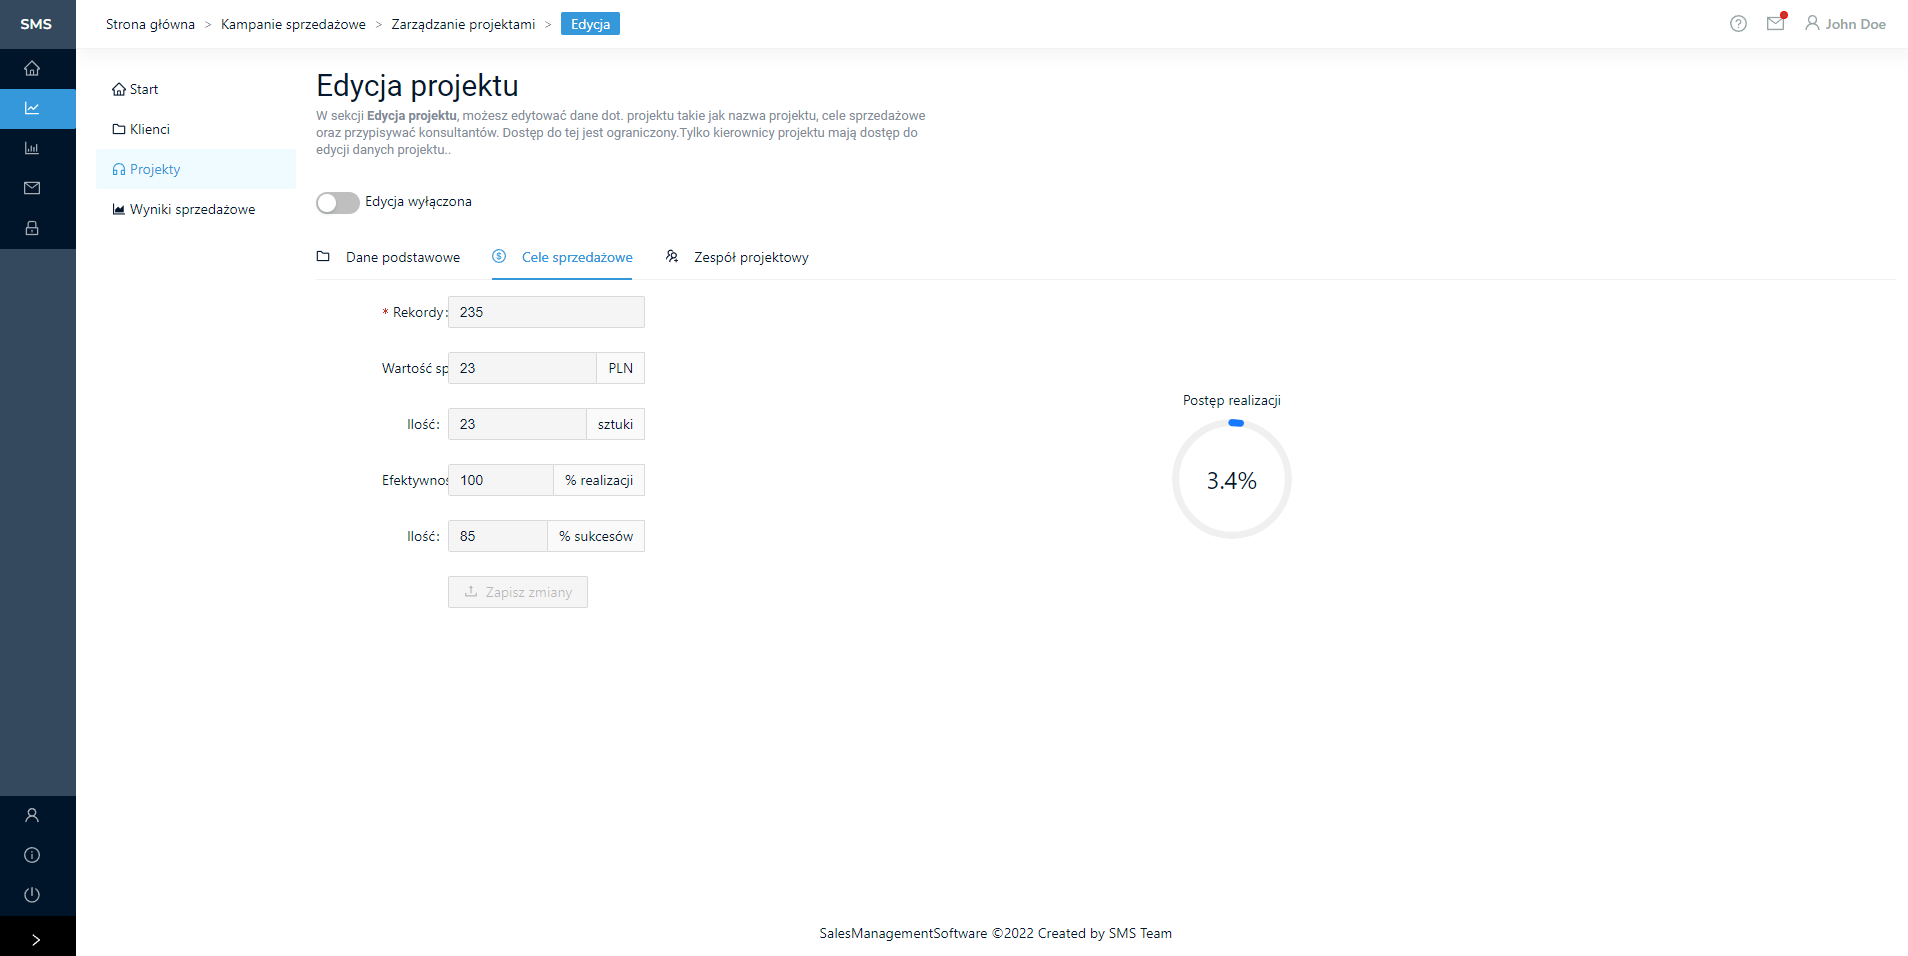 SMS
Strona główna > Kampanie sprzedażowe > Zarządzanie projektami > Edycja
John Doe
Start
Klienci
Projekty
Wyniki sprzedażowe
Edycja projektu
W sekcji Edycja projektu, możesz edytować dane dot. projektu takie jak nazwa projektu, cele sprzedażowe
oraz przypisywać konsultantów. Dostęp do tej jest ograniczony.Tylko kierownicy projektu mają dostęp do
edycji danych projektu..
Edycja wyłączona
Dane podstawowe
Cele sprzedażowe
Zespół projektowy
* Rekordy: 235
Wartość sp 23 PLN
Ilość: 23 sztuki
Efektywnoś 100 % realizacji
Ilość: 85 % sukcesów
Zapisz zmiany
Postęp realizacji
3.4%
SalesManagementSoftware ©2022 Created by SMS Team